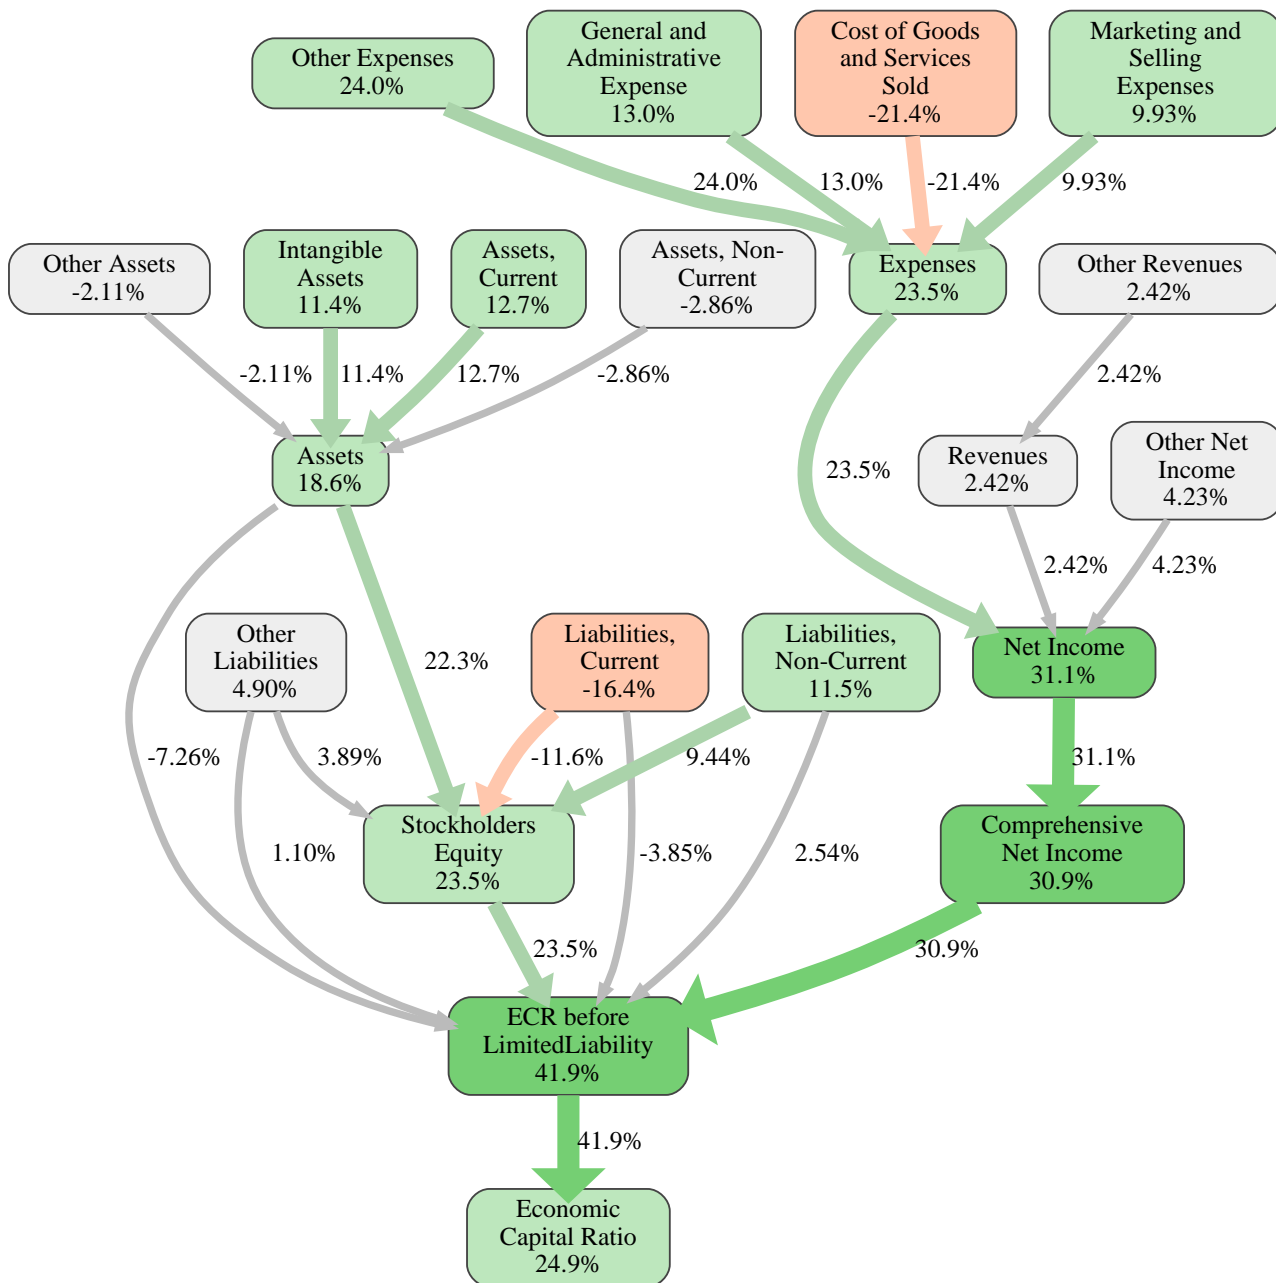 Other Expenses
24.0%
General and
Administrative
Expense
13.0%
Cost of Goods
and Services
Sold
-21.4%
Marketing and
Selling
Expenses
9.93%
24.0%
13.0%
-21.4%
9.93%
Other Assets
-2.11%
Intangible
Assets
11.4%
Assets,
Current
12.7%
Assets, Non-
Current
-2.86%
Expenses
23.5%
Other Revenues
2.42%
-2.11%
11.4%
12.7%
-2.86%
2.42%
Assets
18.6%
23.5%
Revenues
2.42%
Other Net
Income
4.23%
2.42%
4.23%
Other
Liabilities
4.90%
22.3%
Liabilities,
Current
-16.4%
Liabilities,
Non-Current
11.5%
Net Income
31.1%
-7.26%
3.89%
-11.6%
9.44%
31.1%
1.10%
Stockholders
Equity
23.5%
-3.85%
2.54%
Comprehensive
Net Income
30.9%
23.5%
30.9%
ECR before
LimitedLiability
41.9%
41.9%
Economic
Capital Ratio
24.9%